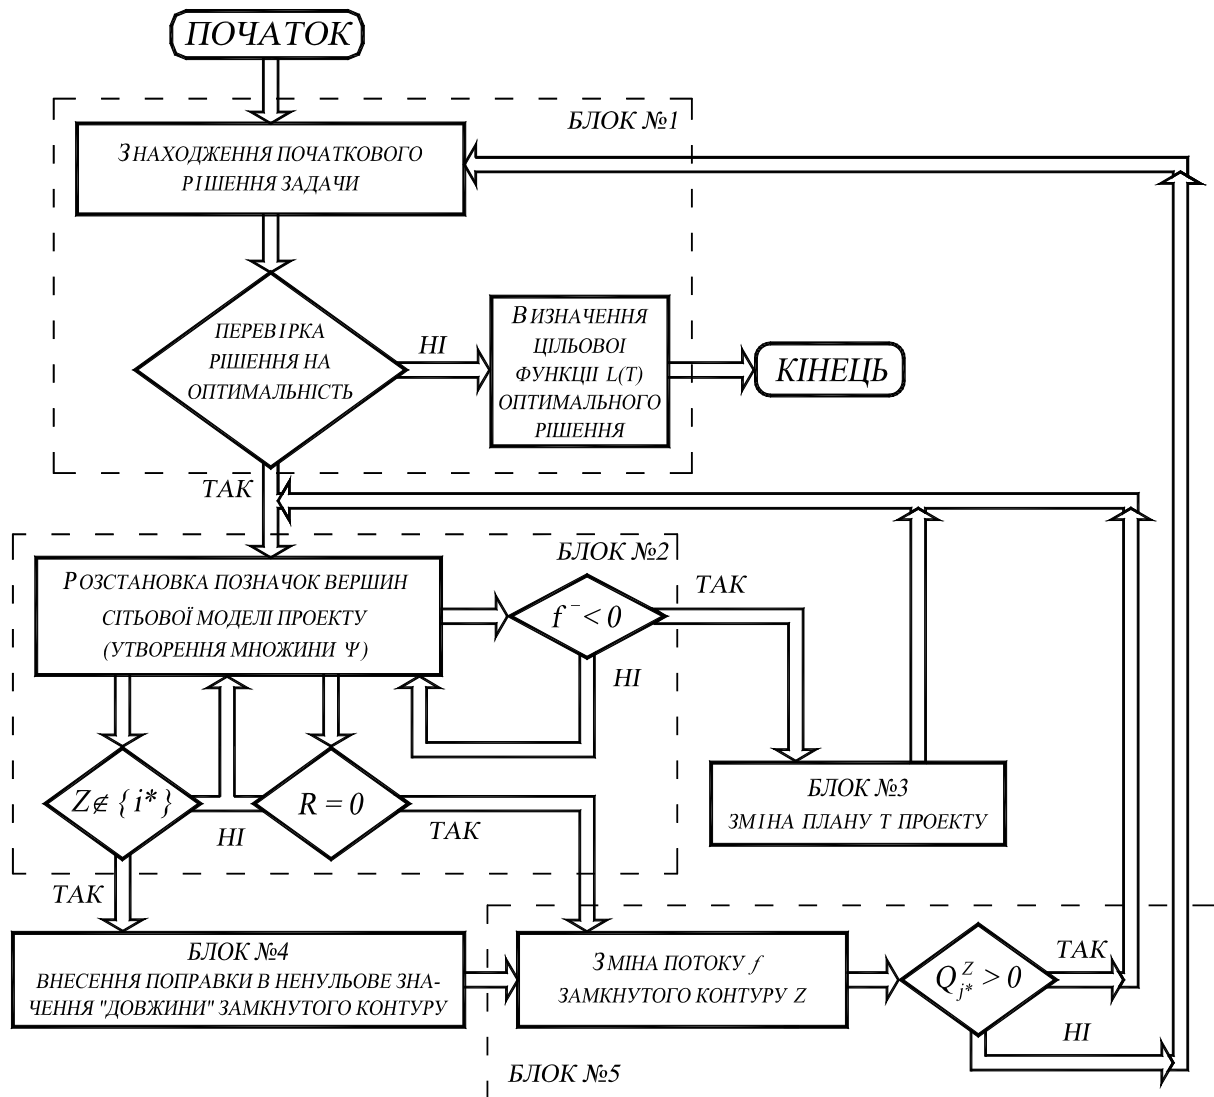 ПОЧАТОК
БЛОК №1
ЗНАХОДЖЕННЯ ПОЧАТКОВОГО
РІШЕННЯ ЗАДАЧИ
ПЕРЕВІРКА
РІШЕННЯ НА
ОПТИМАЛЬНІСТЬ
НІ
ВИЗНАЧЕННЯ
ЦІЛЬОВОЇ
ФУНКЦІЇ L(T)
ОПТИМАЛЬНОГО
РІШЕННЯ
КІНЕЦЬ
ТАК
БЛОК №2
РОЗСТАНОВКА ПОЗНАЧОК ВЕРШИН
СІТЬОВОЇ МОДЕЛІ ПРОЕКТУ
(УТВОРЕННЯ МНОЖИНИ Ψ)
f⁻ < 0
ТАК
НІ
Z ∉ {i*}
НІ
R = 0
ТАК
БЛОК №3
ЗМІНА ПЛАНУ T ПРОЕКТУ
ТАК
БЛОК №4
ВНЕСЕННЯ ПОПРАВКИ В НЕНУЛЬОВЕ ЗНА-
ЧЕННЯ "ДОВЖИНИ" ЗАМКНУТОГО КОНТУРУ
ЗМІНА ПОТОКУ f
ЗАМКНУТОГО КОНТУРУ Z
Q^Z_j* > 0
ТАК
НІ
БЛОК №5